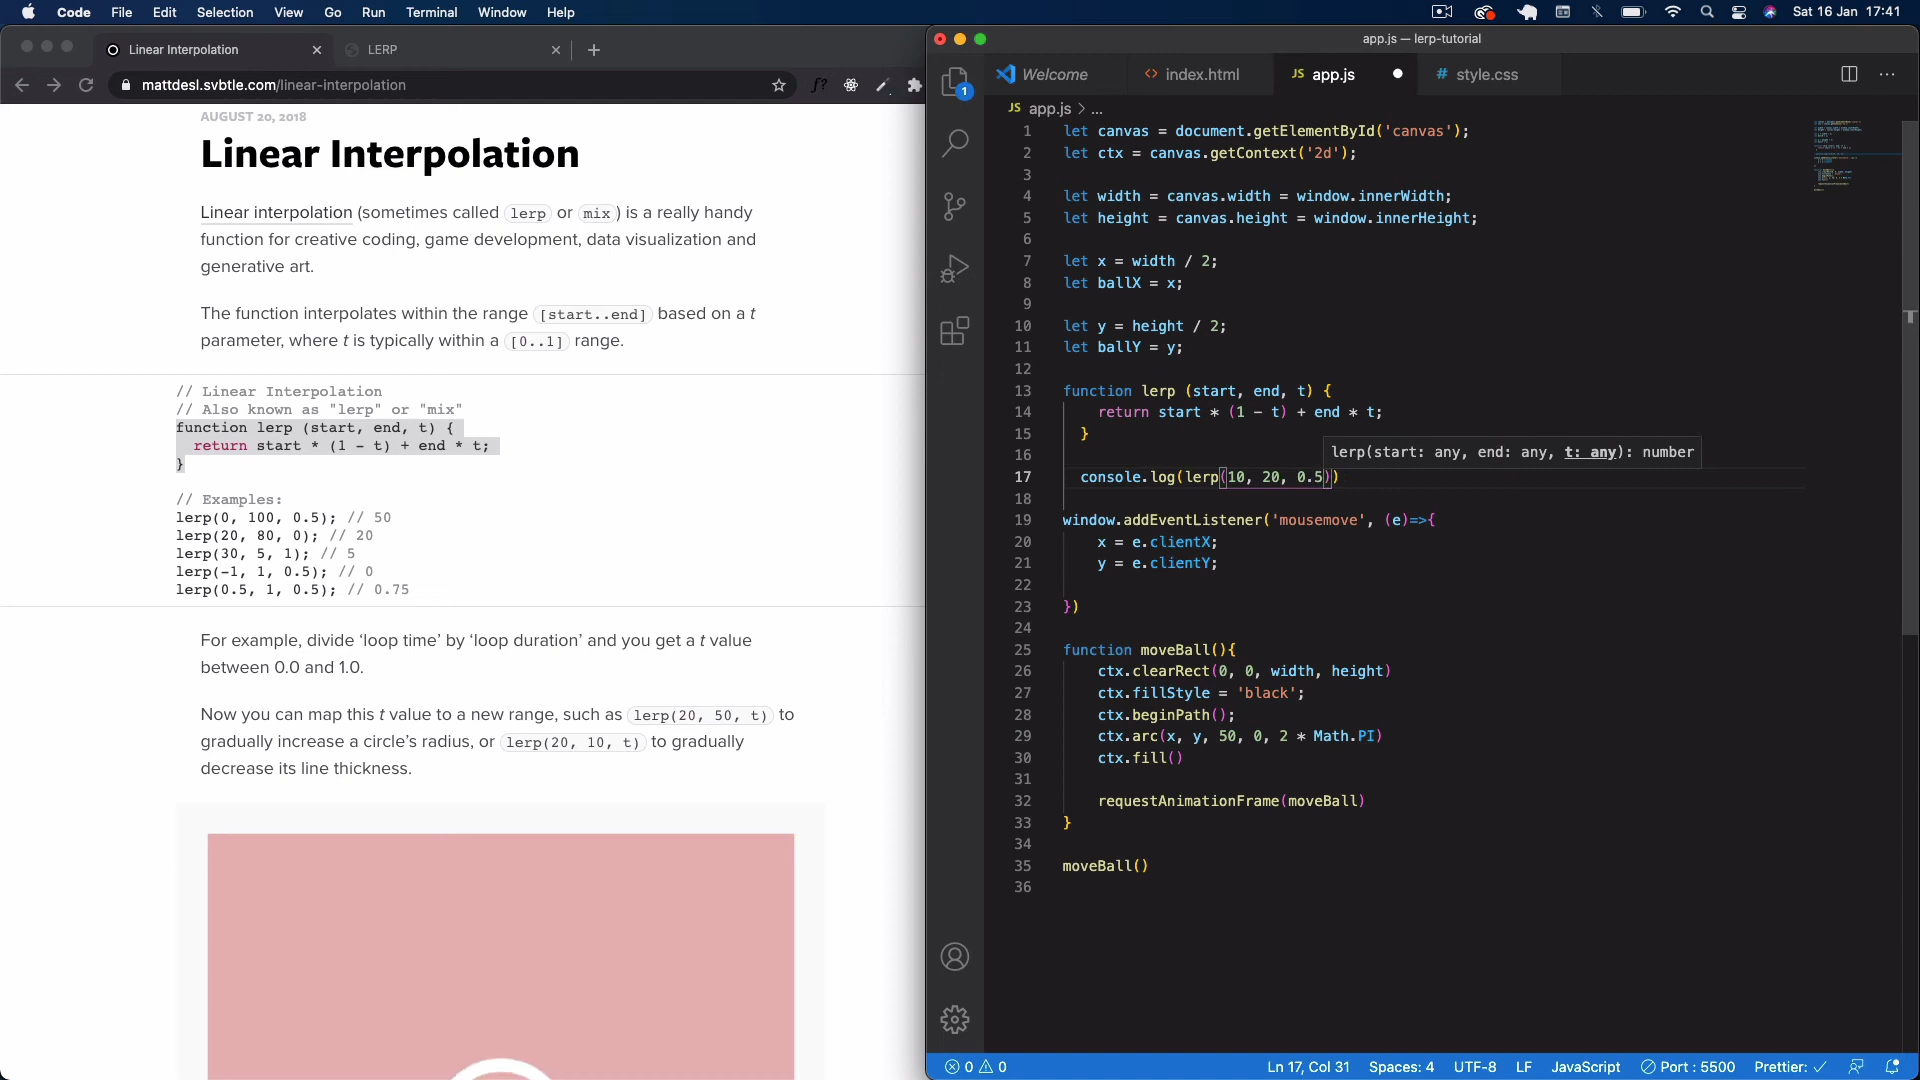 Code File Edit Selection View Go Run Terminal Window Help
Sat 16 Jan 17:41
Linear Interpolation
LERP
mattdesl.svbtle.com/linear-interpolation
f?
AUGUST 20, 2018
Linear Interpolation
Linear interpolation (sometimes called lerp or mix) is a really handy
function for creative coding, game development, data visualization and
generative art.
The function interpolates within the range [start..end] based on a t
parameter, where t is typically within a [0..1] range.
// Linear Interpolation
// Also known as "lerp" or "mix"
function lerp (start, end, t) {
return start * (1 - t) + end * t;
}
// Examples:
lerp(0, 100, 0.5); // 50
lerp(20, 80, 0); // 20
lerp(30, 5, 1); // 5
lerp(-1, 1, 0.5); // 0
lerp(0.5, 1, 0.5); // 0.75
For example, divide ‘loop time’ by ‘loop duration’ and you get a t value
between 0.0 and 1.0.
Now you can map this t value to a new range, such as lerp(20, 50, t) to
gradually increase a circle’s radius, or lerp(20, 10, t) to gradually
decrease its line thickness.
app.js — lerp-tutorial
1
Welcome
<> index.html
JS app.js
# style.css
JS app.js > ...
1 let canvas = document.getElementById('canvas');
2 let ctx = canvas.getContext('2d');
3
4 let width = canvas.width = window.innerWidth;
5 let height = canvas.height = window.innerHeight;
6
7 let x = width / 2;
8 let ballX = x;
9
10 let y = height / 2;
11 let ballY = y;
12
13 function lerp (start, end, t) {
14 return start * (1 - t) + end * t;
15 }
16
lerp(start: any, end: any, t: any): number
17 console.log(lerp(10, 20, 0.5))
18
19 window.addEventListener('mousemove', (e)=>{
20 x = e.clientX;
21 y = e.clientY;
22
23 })
24
25 function moveBall(){
26 ctx.clearRect(0, 0, width, height)
27 ctx.fillStyle = 'black';
28 ctx.beginPath();
29 ctx.arc(x, y, 50, 0, 2 * Math.PI)
30 ctx.fill()
31
32 requestAnimationFrame(moveBall)
33 }
34
35 moveBall()
36
0 0
Ln 17, Col 31 Spaces: 4 UTF-8 LF JavaScript Port : 5500 Prettier: ✓